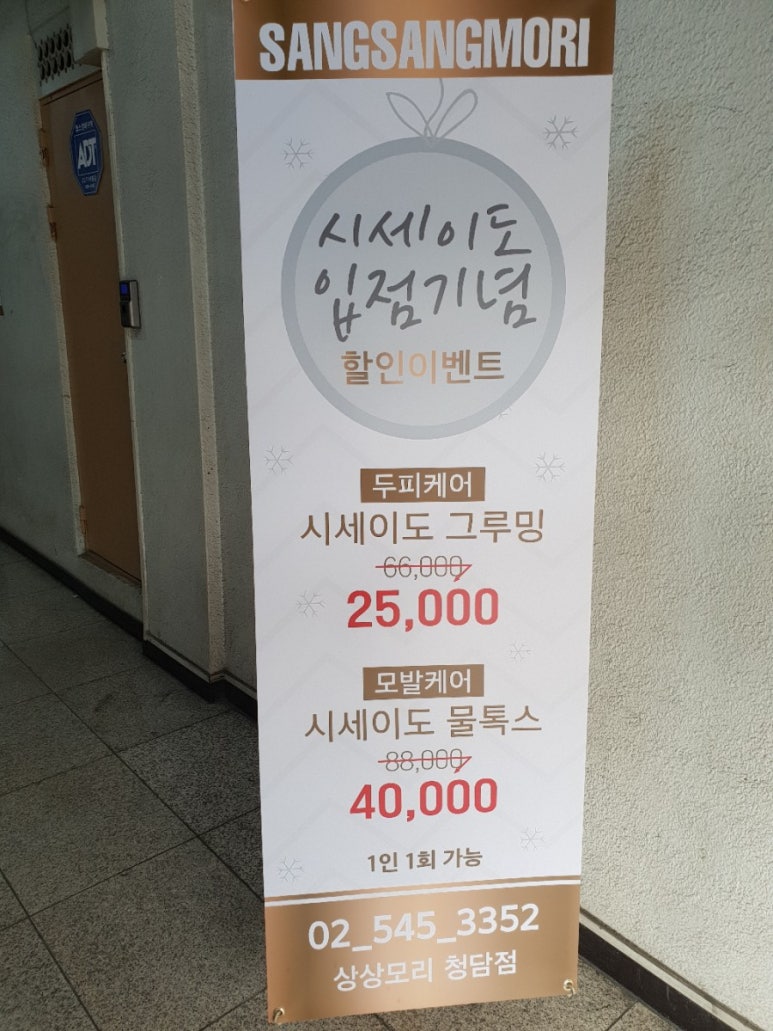 SANGSANGMORI
시세이도
입점기념
할인이벤트
두피케어
시세이도 그루밍
66,000
25,000
모발케어
시세이도 물톡스
88,000
40,000
1인 1회 가능
02_545_3352
상상모리 청담점
ADT